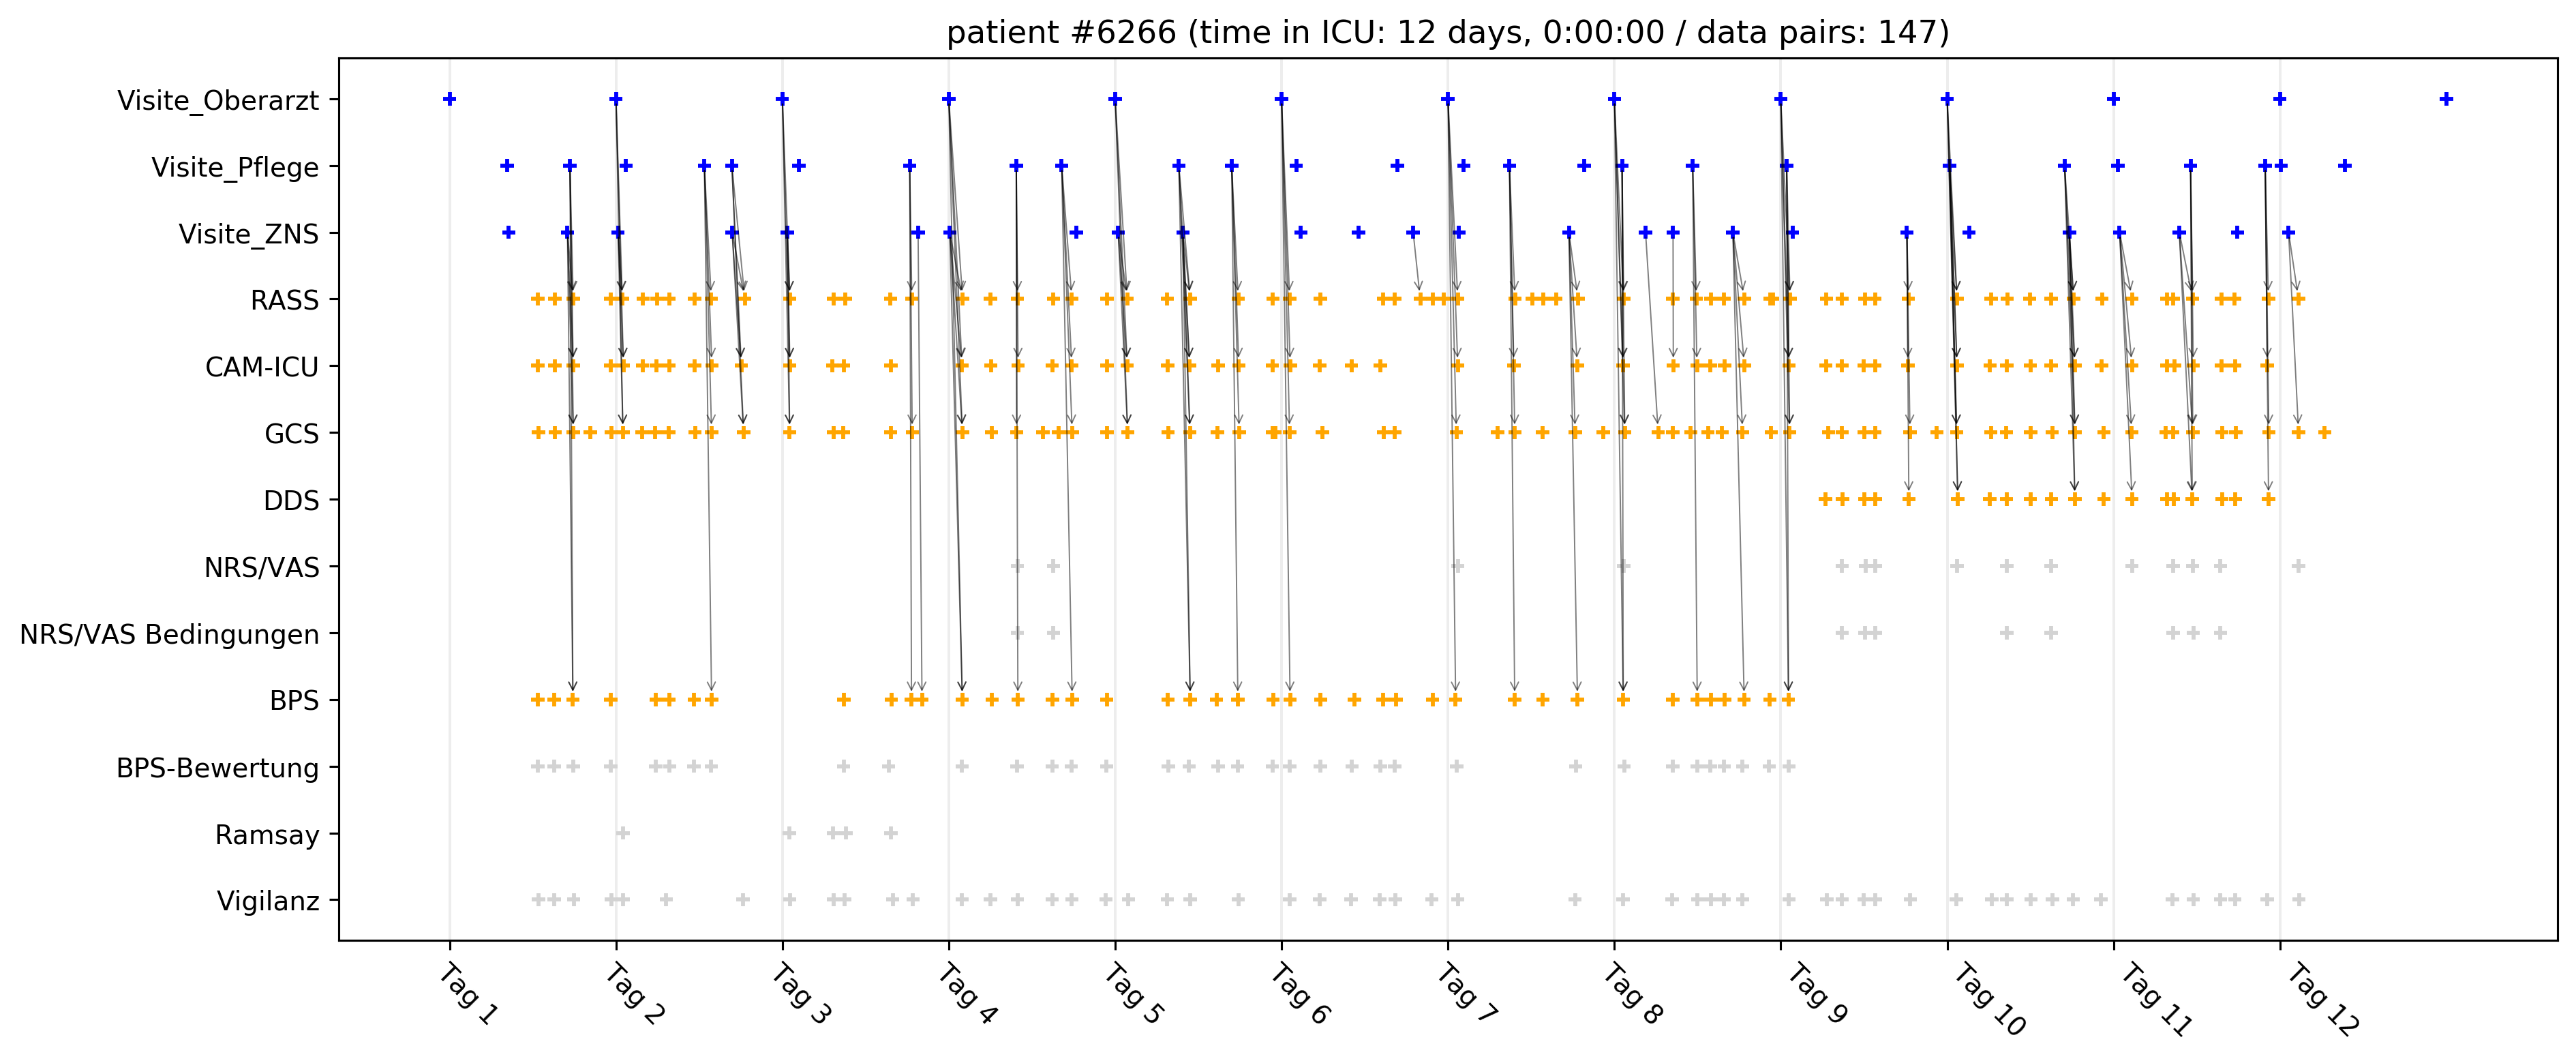 patient #6266 (time in ICU: 12 days, 0:00:00 / data pairs: 147)
Visite_Oberarzt
Visite_Pflege
Visite_ZNS
RASS
CAM-ICU
GCS
DDS
NRS/VAS
NRS/VAS Bedingungen
BPS
BPS-Bewertung
Ramsay
Vigilanz
Tag 1
Tag 2
Tag 3
Tag 4
Tag 5
Tag 6
Tag 7
Tag 8
Tag 9
Tag 10
Tag 11
Tag 12